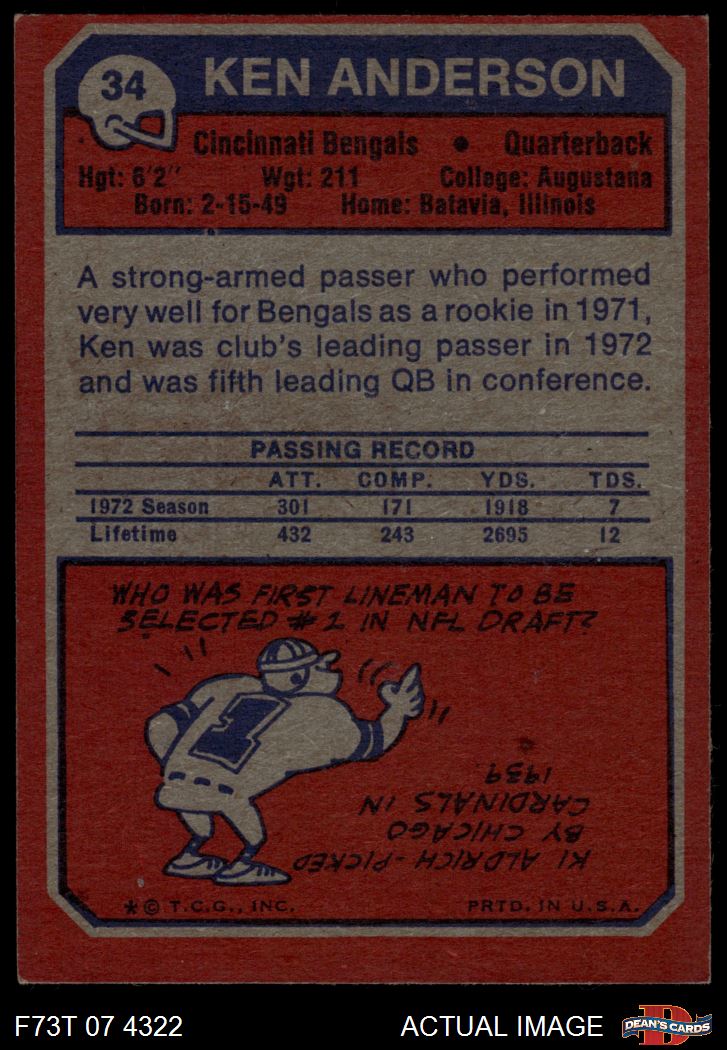 34
KEN ANDERSON
Cincinnati Bengals • Quarterback
Hgt: 6'2" Wgt: 211 College: Augustana
Born: 2-15-49 Home: Batavia, Illinois
A strong-armed passer who performed
very well for Bengals as a rookie in 1971,
Ken was club's leading passer in 1972
and was fifth leading QB in conference.
PASSING RECORD
ATT. COMP. YDS. TDS.
1972 Season 301 171 1918 7
Lifetime 432 243 2695 12
WHO WAS FIRST LINEMAN TO BE
SELECTED #1 IN NFL DRAFT?
1
KI ALDRICH - PICKED
BY CHICAGO
CARDINALS IN
1939
* © T.C.G., INC. PRTD. IN U.S.A.
F73T 07 4322 ACTUAL IMAGE
D
DEAN'S CARDS